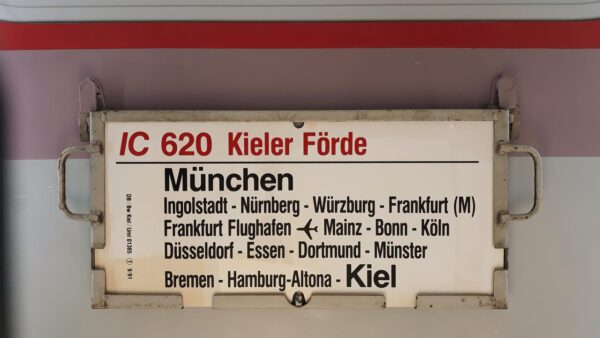 IC 620 Kieler Förde
München
Ingolstadt - Nürnberg - Würzburg - Frankfurt (M)
Frankfurt Flughafen ✈ Mainz - Bonn - Köln
Düsseldorf - Essen - Dortmund - Münster
Bremen - Hamburg-Altona - Kiel